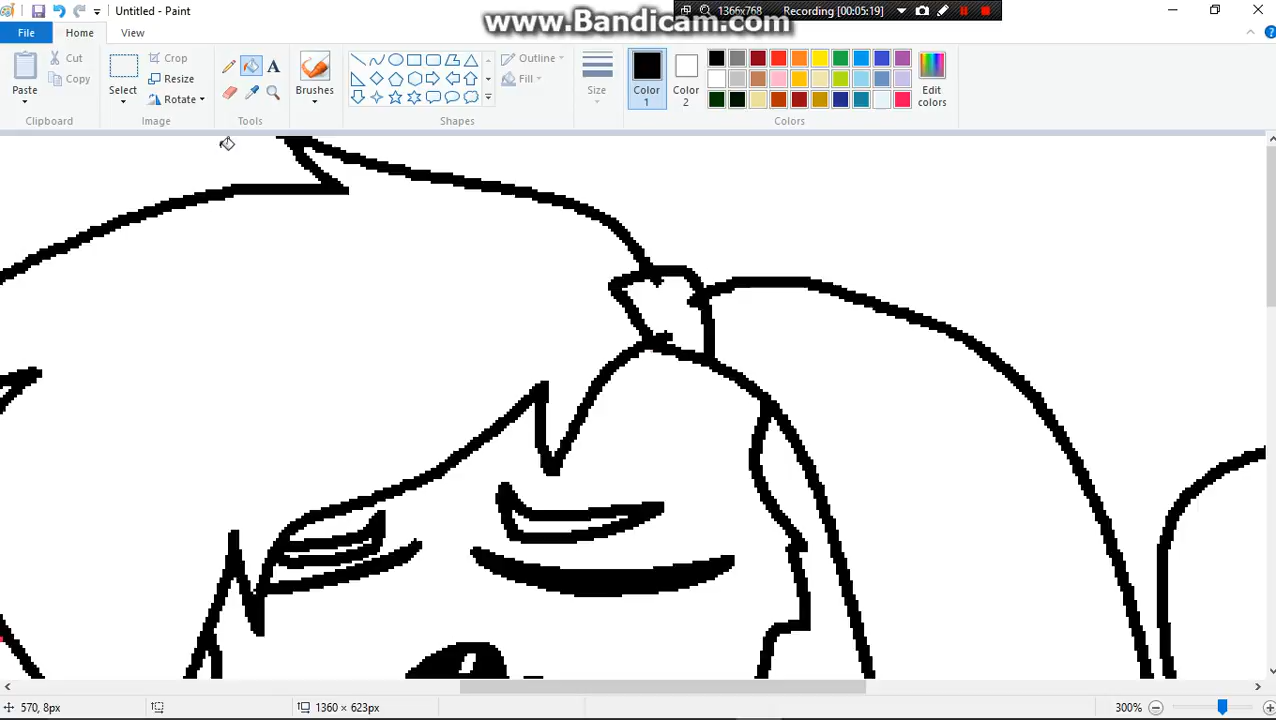 Untitled - Paint
www.Bandicam.com
1366x768 Recording [00:05:19]
File Home View
Paste
Cut
Copy
Clipboard
Select
Crop
Resize
Rotate
Image
A
Tools
Brushes
Outline
Fill
Shapes
Size
Color
1
Color
2
Edit
colors
Colors
570, 8px
1360 × 623px
300%